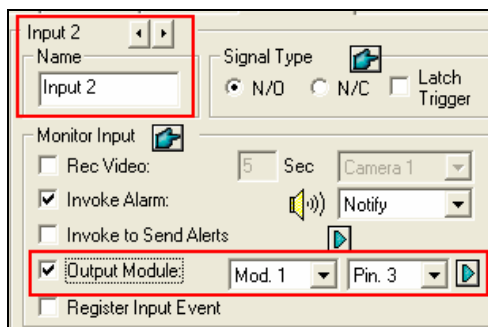 Input 2
Name
Input 2
Signal Type
N/O N/C Latch Trigger
Monitor Input
Rec Video: 5 Sec Camera 1
Invoke Alarm: Notify
Invoke to Send Alerts
Output Module: Mod. 1 Pin. 3
Register Input Event